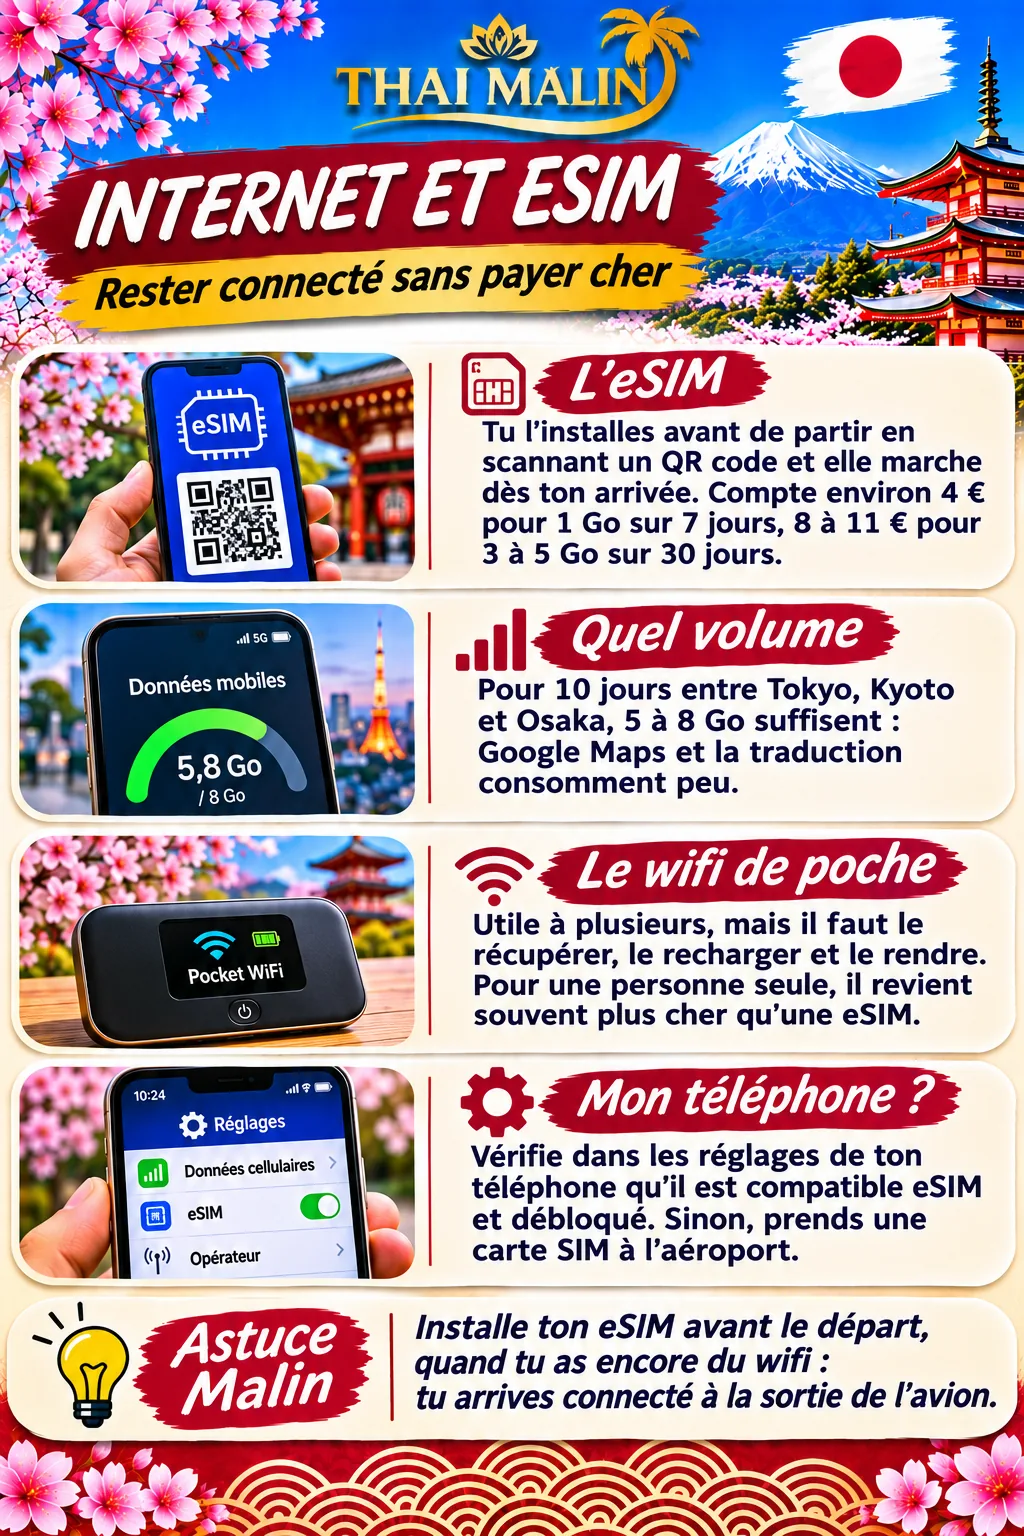 THAI MALIN
INTERNET ET ESIM
Rester connecté sans payer cher
eSIM
L'eSIM
Tu l'installes avant de partir en
scannant un QR code et elle marche
dès ton arrivée. Compte environ 4 €
pour 1 Go sur 7 jours, 8 à 11 € pour
3 à 5 Go sur 30 jours.
5G
Données mobiles
5,8 Go
/ 8 Go
Quel volume
Pour 10 jours entre Tokyo, Kyoto
et Osaka, 5 à 8 Go suffisent :
Google Maps et la traduction
consomment peu.
Pocket WiFi
Le wifi de poche
Utile à plusieurs, mais il faut le
récupérer, le recharger et le rendre.
Pour une personne seule, il revient
souvent plus cher qu'une eSIM.
10:24
Réglages
Données cellulaires
eSIM
Opérateur
Mon téléphone ?
Vérifie dans les réglages de ton
téléphone qu'il est compatible eSIM
et débloqué. Sinon, prends une
carte SIM à l'aéroport.
Astuce
Malin
Installe ton eSIM avant le départ,
quand tu as encore du wifi :
tu arrives connecté à la sortie de l'avion.